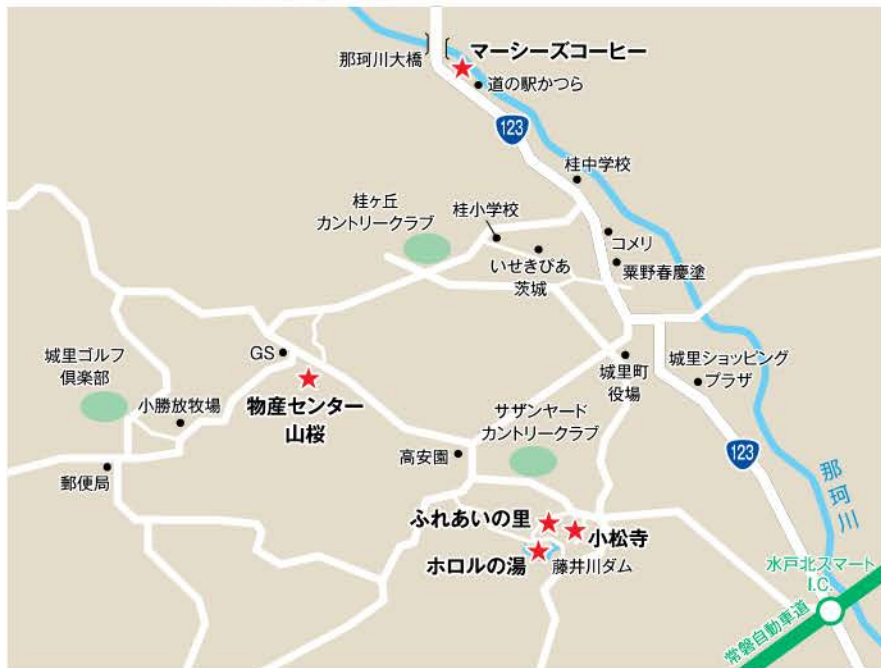 那珂川大橋
マーシーズコーヒー
道の駅かつら
123
桂中学校
桂ヶ丘
カントリークラブ
桂小学校
コメリ
いせきぴあ
茨城
粟野春慶塗
GS
城里ゴルフ
倶楽部
小勝放牧場
物産センター
山桜
城里町
役場
城里ショッピング
プラザ
サザンヤード
カントリークラブ
高安園
郵便局
123
那珂川
ふれあいの里
小松寺
ホロルの湯
藤井川ダム
水戸北スマート
I.C.
常磐自動車道